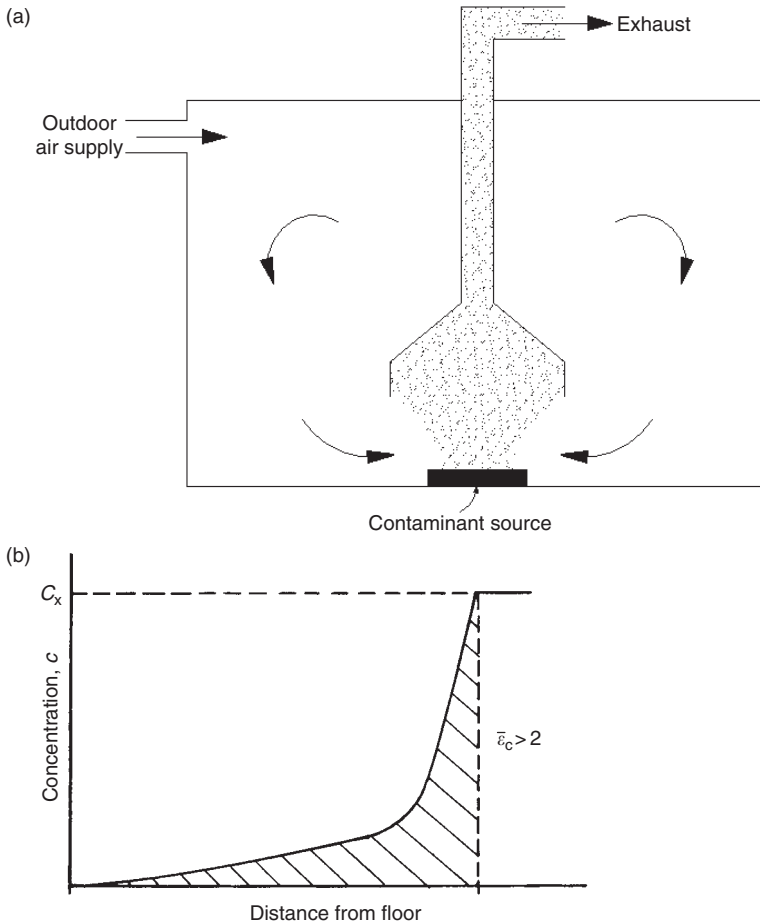 (a)
Exhaust
Outdoor
air supply
Contaminant source
(b)
Cₓ
Concentration, c
ε̄c > 2
Distance from floor